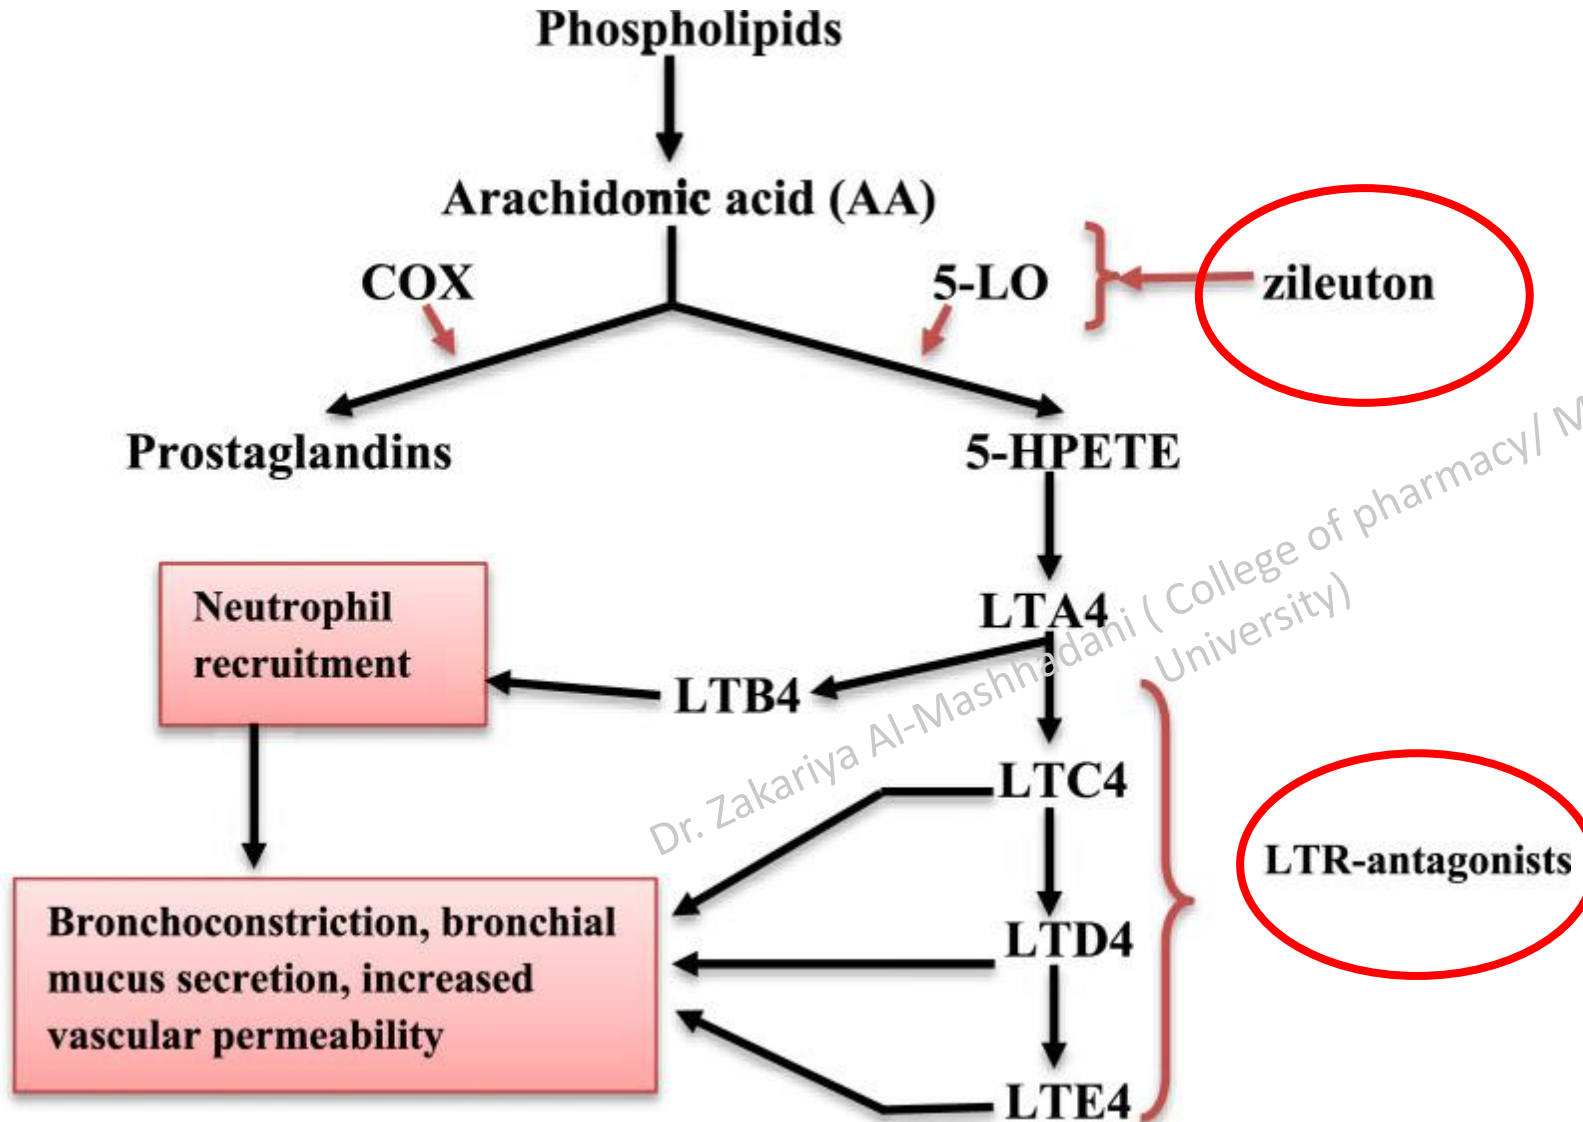 Phospholipids
Arachidonic acid (AA)
COX
5-LO
zileuton
Prostaglandins
5-HPETE
LTA4
Neutrophil
recruitment
LTB4
LTC4
LTR-antagonists
Bronchoconstriction, bronchial
mucus secretion, increased
vascular permeability
LTD4
LTE4
Dr. Zakariya Al-Mashhadani ( College of pharmacy/
University)